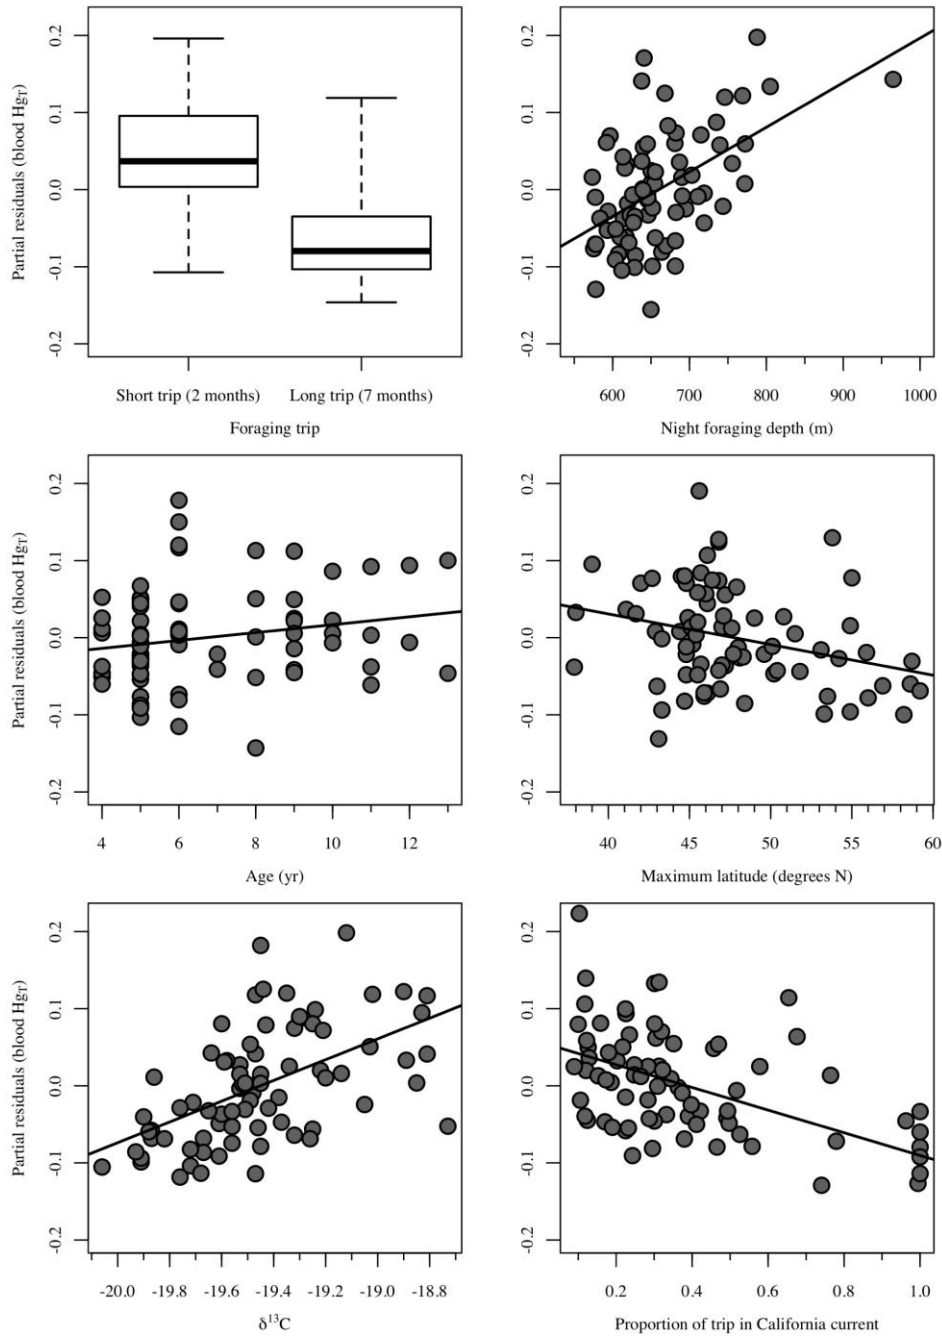 Partial residuals (blood HgT)
0.2
0.1
0.0
-0.1
-0.2
Short trip (2 months) Long trip (7 months)
Foraging trip
0.2
0.1
0.0
-0.1
-0.2
600 700 800 900 1000
Night foraging depth (m)
Partial residuals (blood HgT)
0.2
0.1
0.0
-0.1
-0.2
4 6 8 10 12
Age (yr)
0.2
0.1
0.0
-0.1
-0.2
40 45 50 55 60
Maximum latitude (degrees N)
Partial residuals (blood HgT)
0.2
0.1
0.0
-0.1
-0.2
-20.0 -19.8 -19.6 -19.4 -19.2 -19.0 -18.8
δ¹³C
0.2
0.1
0.0
-0.1
-0.2
0.2 0.4 0.6 0.8 1.0
Proportion of trip in California current